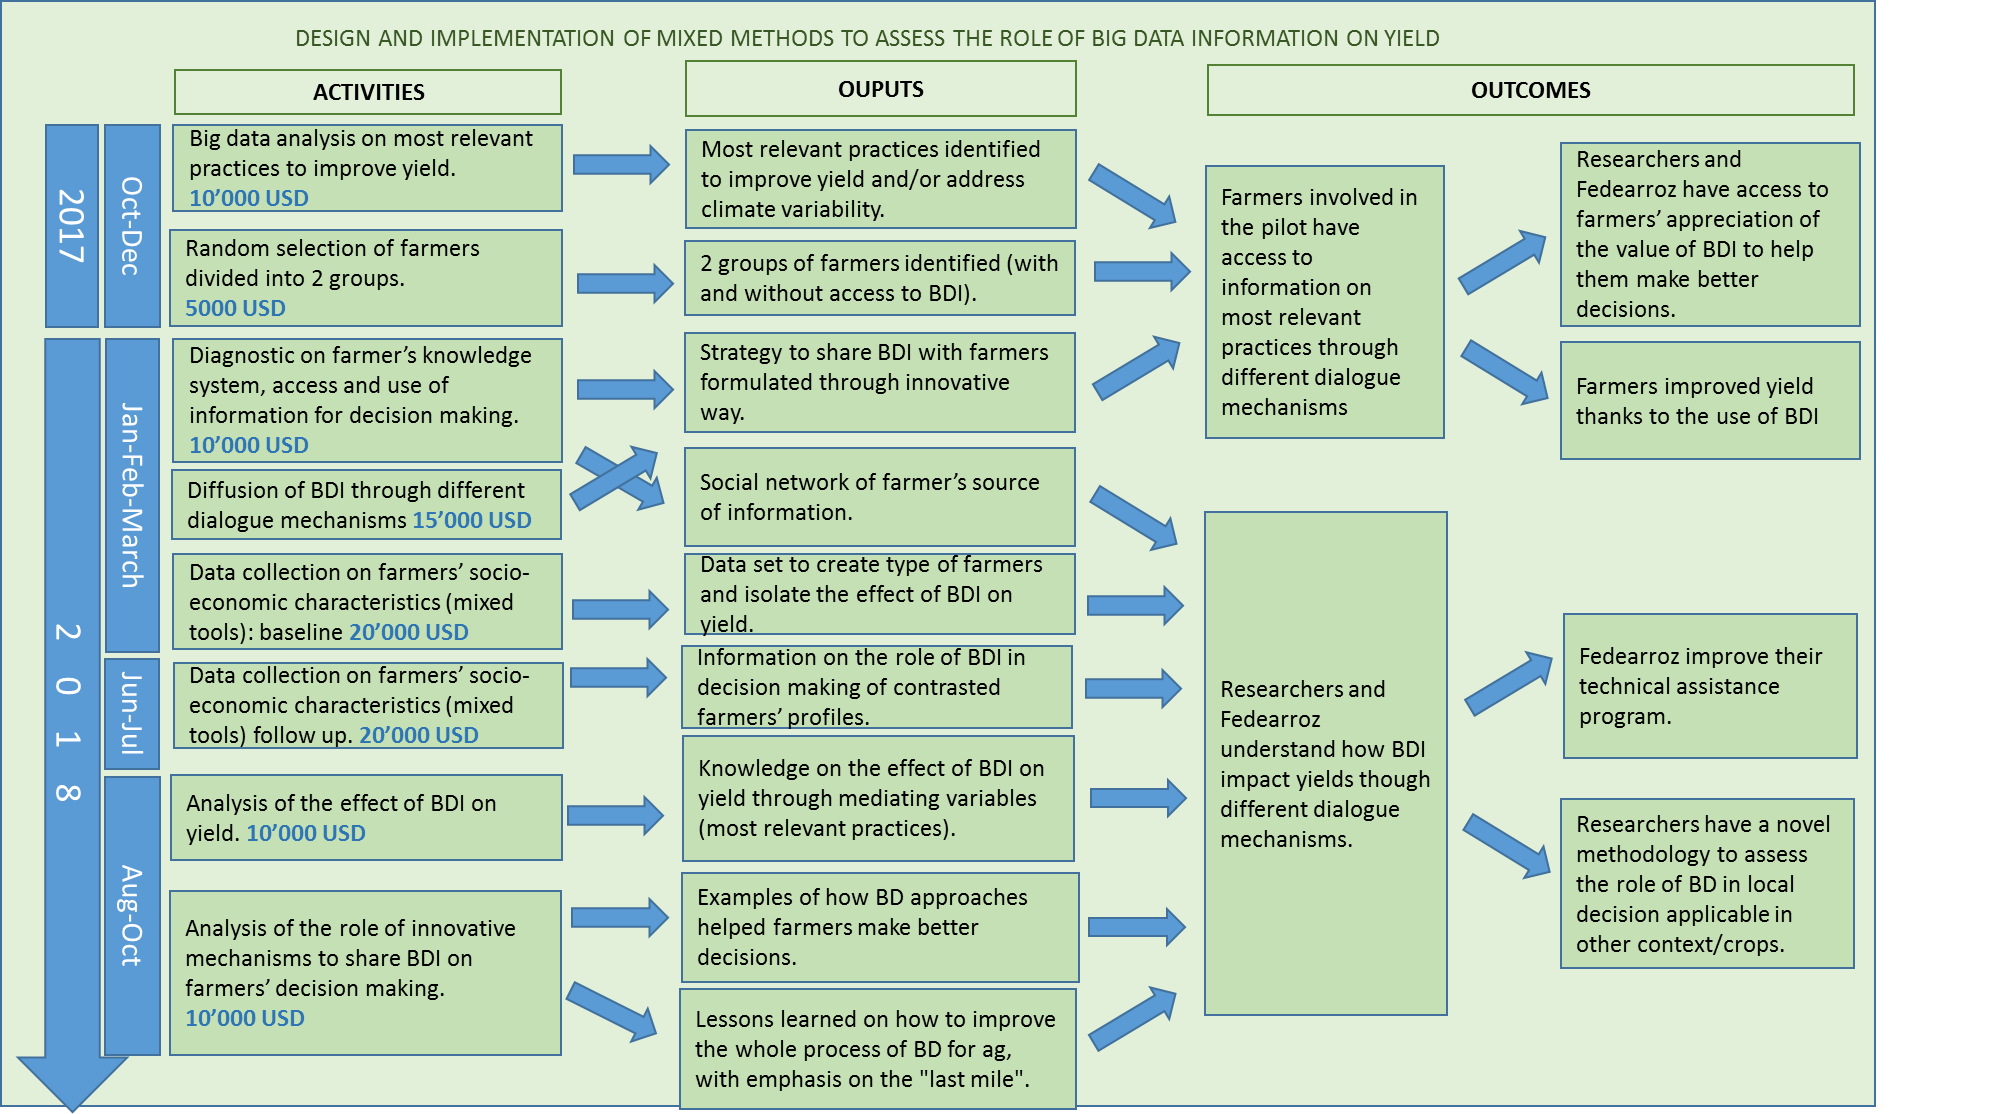 DESIGN AND IMPLEMENTATION OF MIXED METHODS TO ASSESS THE ROLE OF BIG DATA INFORMATION ON YIELD
ACTIVITIES
OUPUTS
OUTCOMES
2017
Oct-Dec
Big data analysis on most relevant
practices to improve yield.
10’000 USD
Random selection of farmers
divided into 2 groups.
5000 USD
2018
Jan-Feb-March
Diagnostic on farmer’s knowledge
system, access and use of
information for decision making.
10’000 USD
Diffusion of BDI through different
dialogue mechanisms 15’000 USD
Data collection on farmers’ socio-
economic characteristics (mixed
tools): baseline 20’000 USD
Jun-Jul
Data collection on farmers’ socio-
economic characteristics (mixed
tools) follow up. 20’000 USD
Aug-Oct
Analysis of the effect of BDI on
yield. 10’000 USD
Analysis of the role of innovative
mechanisms to share BDI on
farmers’ decision making.
10’000 USD
Most relevant practices identified
to improve yield and/or address
climate variability.
2 groups of farmers identified (with
and without access to BDI).
Strategy to share BDI with farmers
formulated through innovative
way.
Social network of farmer’s source
of information.
Data set to create type of farmers
and isolate the effect of BDI on
yield.
Information on the role of BDI in
decision making of contrasted
farmers’ profiles.
Knowledge on the effect of BDI on
yield through mediating variables
(most relevant practices).
Examples of how BD approaches
helped farmers make better
decisions.
Lessons learned on how to improve
the whole process of BD for ag,
with emphasis on the "last mile".
Farmers involved in
the pilot have
access to
information on
most relevant
practices through
different dialogue
mechanisms
Researchers and
Fedearroz
understand how BDI
impact yields though
different dialogue
mechanisms.
Researchers and
Fedearroz have access to
farmers’ appreciation of
the value of BDI to help
them make better
decisions.
Farmers improved yield
thanks to the use of BDI
Fedearroz improve their
technical assistance
program.
Researchers have a novel
methodology to assess
the role of BD in local
decision applicable in
other context/crops.